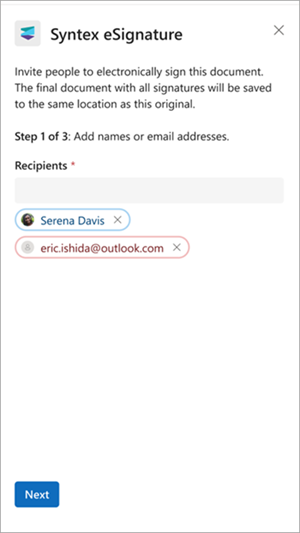 Syntex eSignature
Invite people to electronically sign this document.
The final document with all signatures will be saved
to the same location as this original.
Step 1 of 3: Add names or email addresses.
Recipients *
Serena Davis
eric.ishida@outlook.com
Next